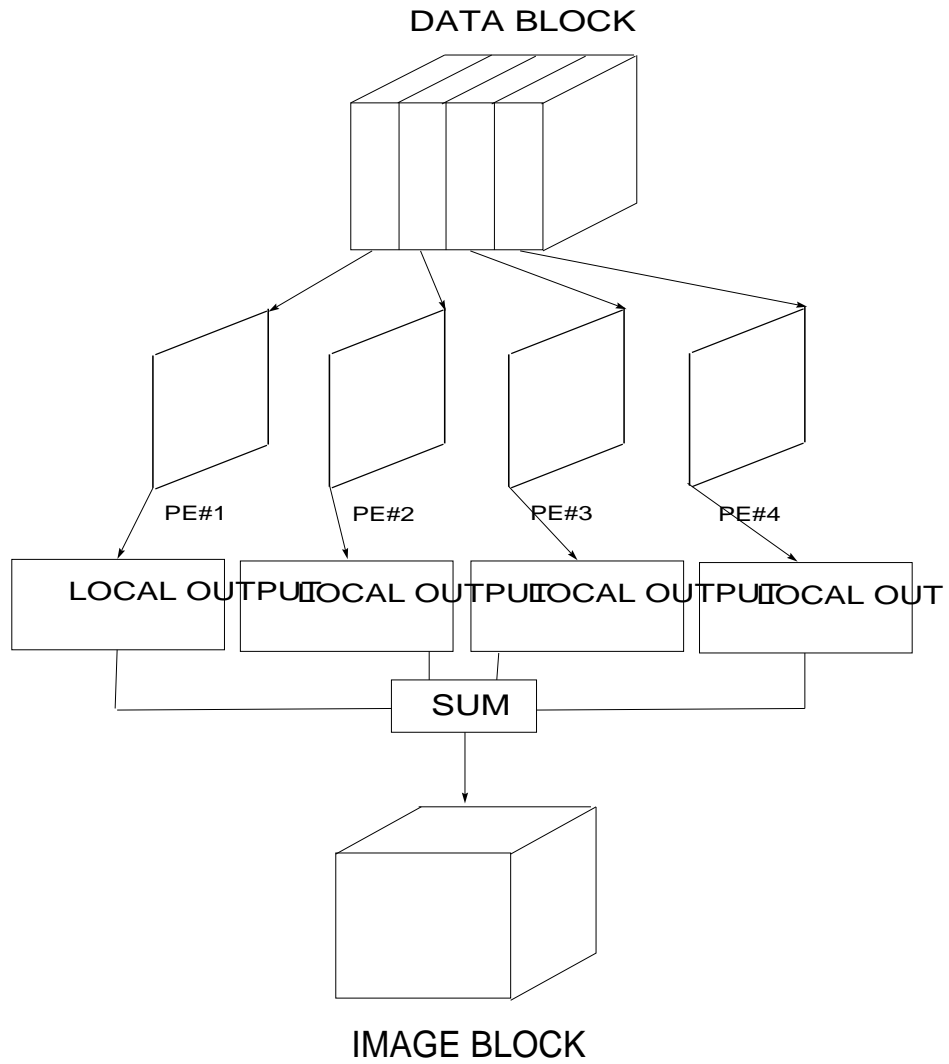 DATA BLOCK
PE#1
PE#2
PE#3
PE#4
LOCAL OUTPUT
LOCAL OUTPUT
LOCAL OUTPUT
LOCAL OUT
SUM
IMAGE BLOCK